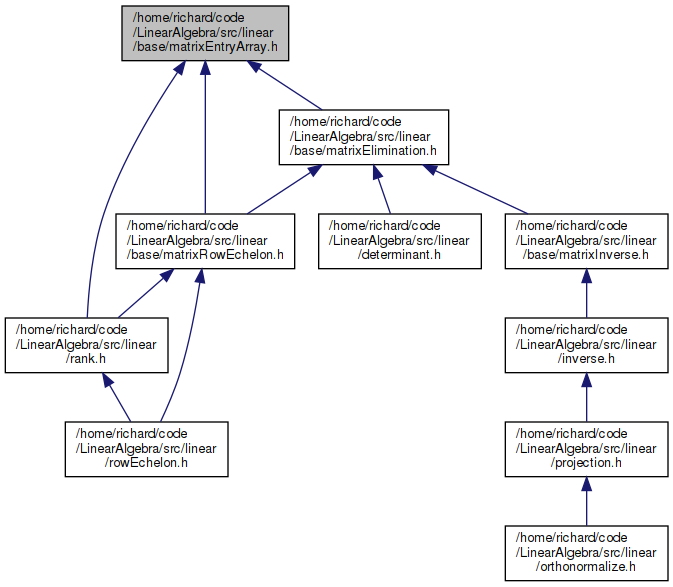 /home/richard/code
/LinearAlgebra/src/linear
/base/matrixEntryArray.h
/home/richard/code
/LinearAlgebra/src/linear
/base/matrixElimination.h
/home/richard/code
/LinearAlgebra/src/linear
/base/matrixRowEchelon.h
/home/richard/code
/LinearAlgebra/src/linear
/determinant.h
/home/richard/code
/LinearAlgebra/src/linear
/base/matrixInverse.h
/home/richard/code
/LinearAlgebra/src/linear
/rank.h
/home/richard/code
/LinearAlgebra/src/linear
/inverse.h
/home/richard/code
/LinearAlgebra/src/linear
/rowEchelon.h
/home/richard/code
/LinearAlgebra/src/linear
/projection.h
/home/richard/code
/LinearAlgebra/src/linear
/orthonormalize.h